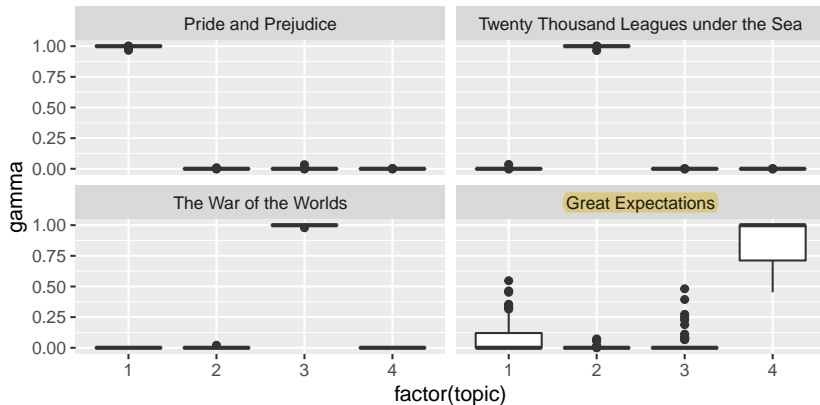 Pride and Prejudice
Twenty Thousand Leagues under the Sea
1.00
0.75
0.50
0.25
0.00
The War of the Worlds
Great Expectations
1.00
0.75
0.50
0.25
0.00
gamma
1 2 3 4 1 2 3 4
factor(topic)